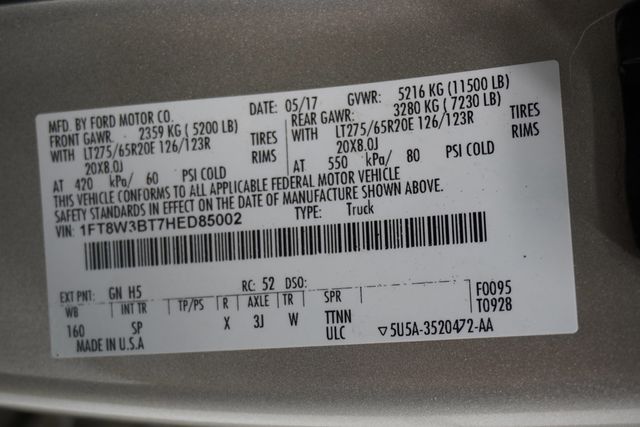 MFD. BY FORD MOTOR CO. DATE: 05/17 GVWR: 5216 KG (11500 LB)
FRONT GAWR: 2359 KG ( 5200 LB) REAR GAWR: 3280 KG ( 7230 LB)
WITH LT275/65R20E 126/123R TIRES WITH LT275/65R20E 126/123R TIRES
20X8.0J RIMS 20X8.0J RIMS
AT 420 kPa/ 60 PSI COLD AT 550 kPa/ 80 PSI COLD
THIS VEHICLE CONFORMS TO ALL APPLICABLE FEDERAL MOTOR VEHICLE
SAFETY STANDARDS IN EFFECT ON THE DATE OF MANUFACTURE SHOWN ABOVE.
VIN: 1FT8W3BT7HED85002 TYPE: Truck
EXT PNT: GN H5 RC: 52 DSO: F0095
WB INT TR TP/PS R AXLE TR SPR T0928
160 SP X 3J W TTNN
MADE IN U.S.A ULC ▽5U5A-3520472-AA